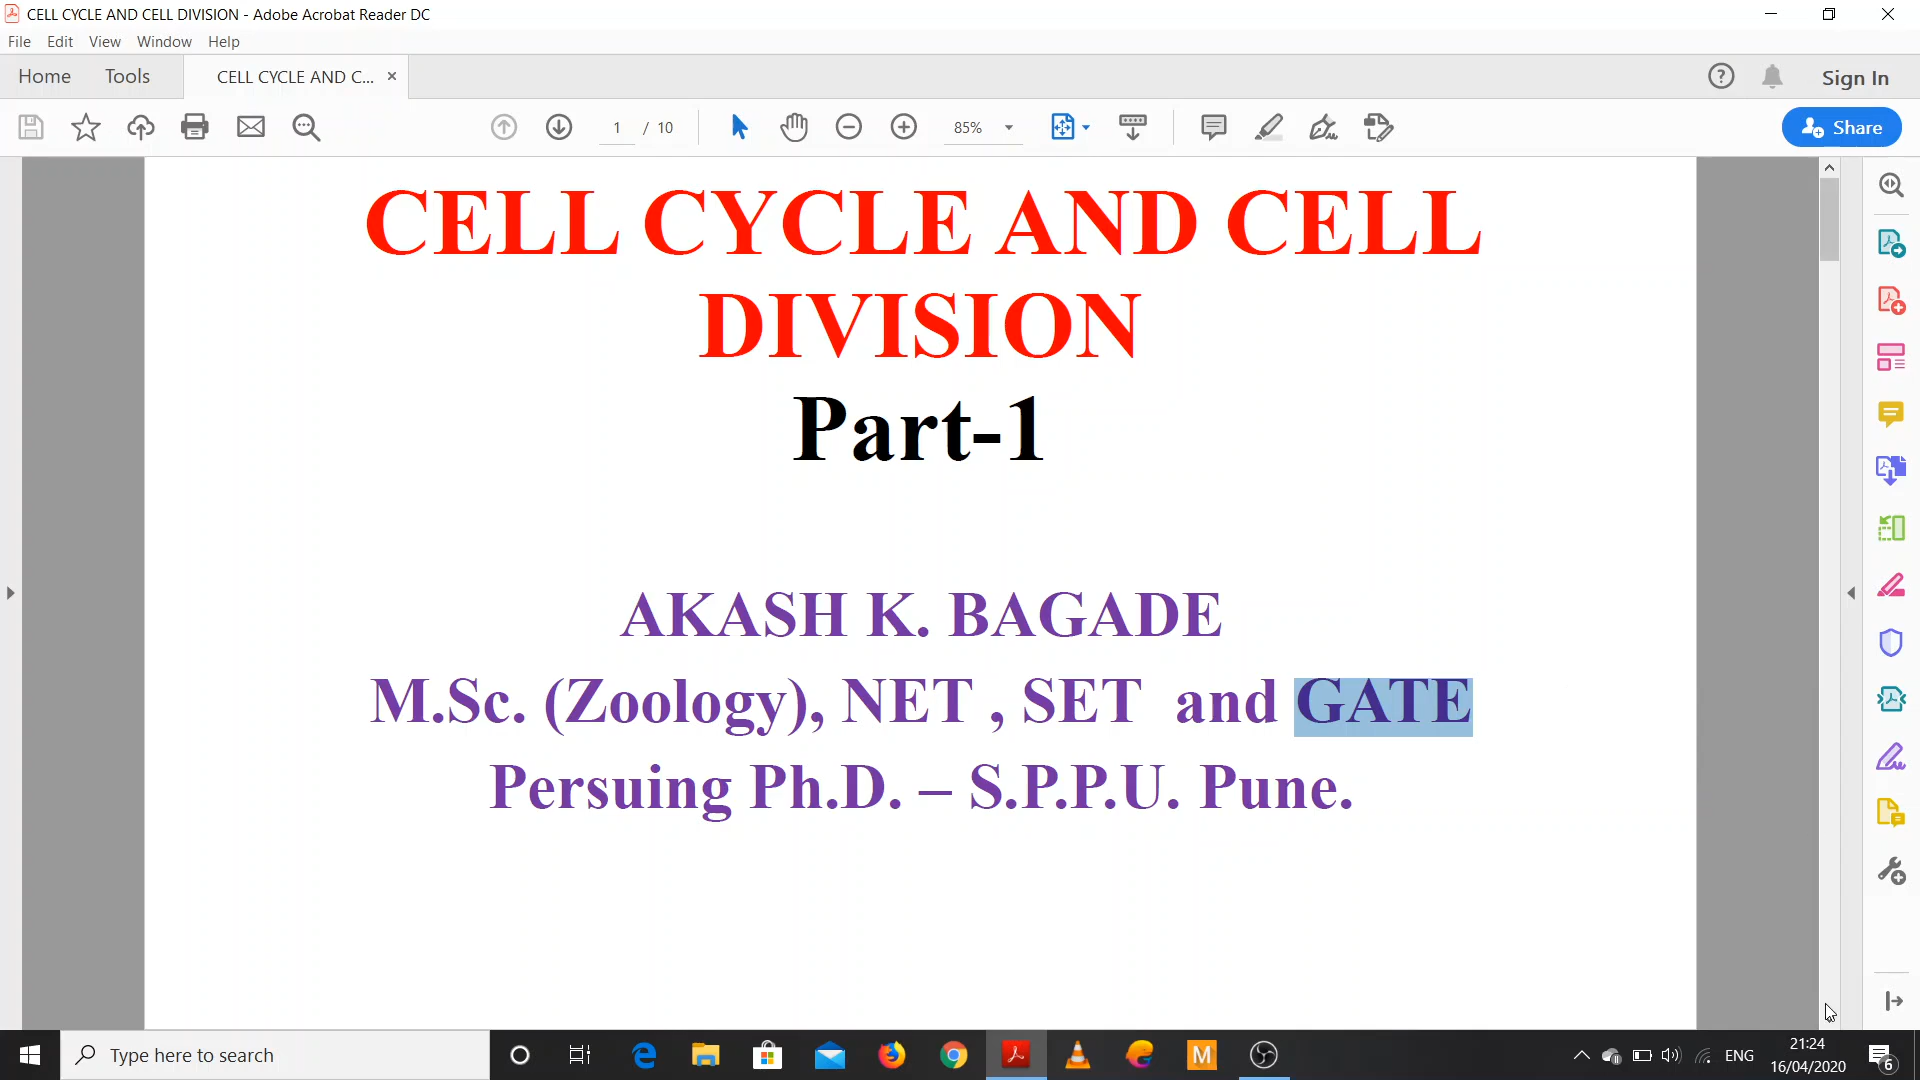 CELL CYCLE AND CELL DIVISION - Adobe Acrobat Reader DC
File Edit View Window Help
Home Tools CELL CYCLE AND C... × Sign In
1 / 10 85% Share
CELL CYCLE AND CELL
DIVISION
Part-1
AKASH K. BAGADE
M.Sc. (Zoology), NET , SET and GATE
Persuing Ph.D. – S.P.P.U. Pune.
Type here to search
ENG
21:24
16/04/2020
6